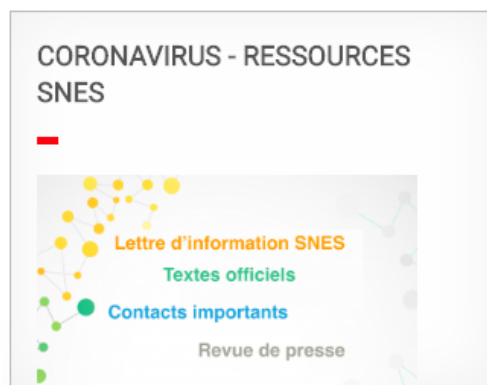 CORONAVIRUS - RESSOURCES
SNES
Lettre d'information SNES
Textes officiels
Contacts importants
Revue de presse